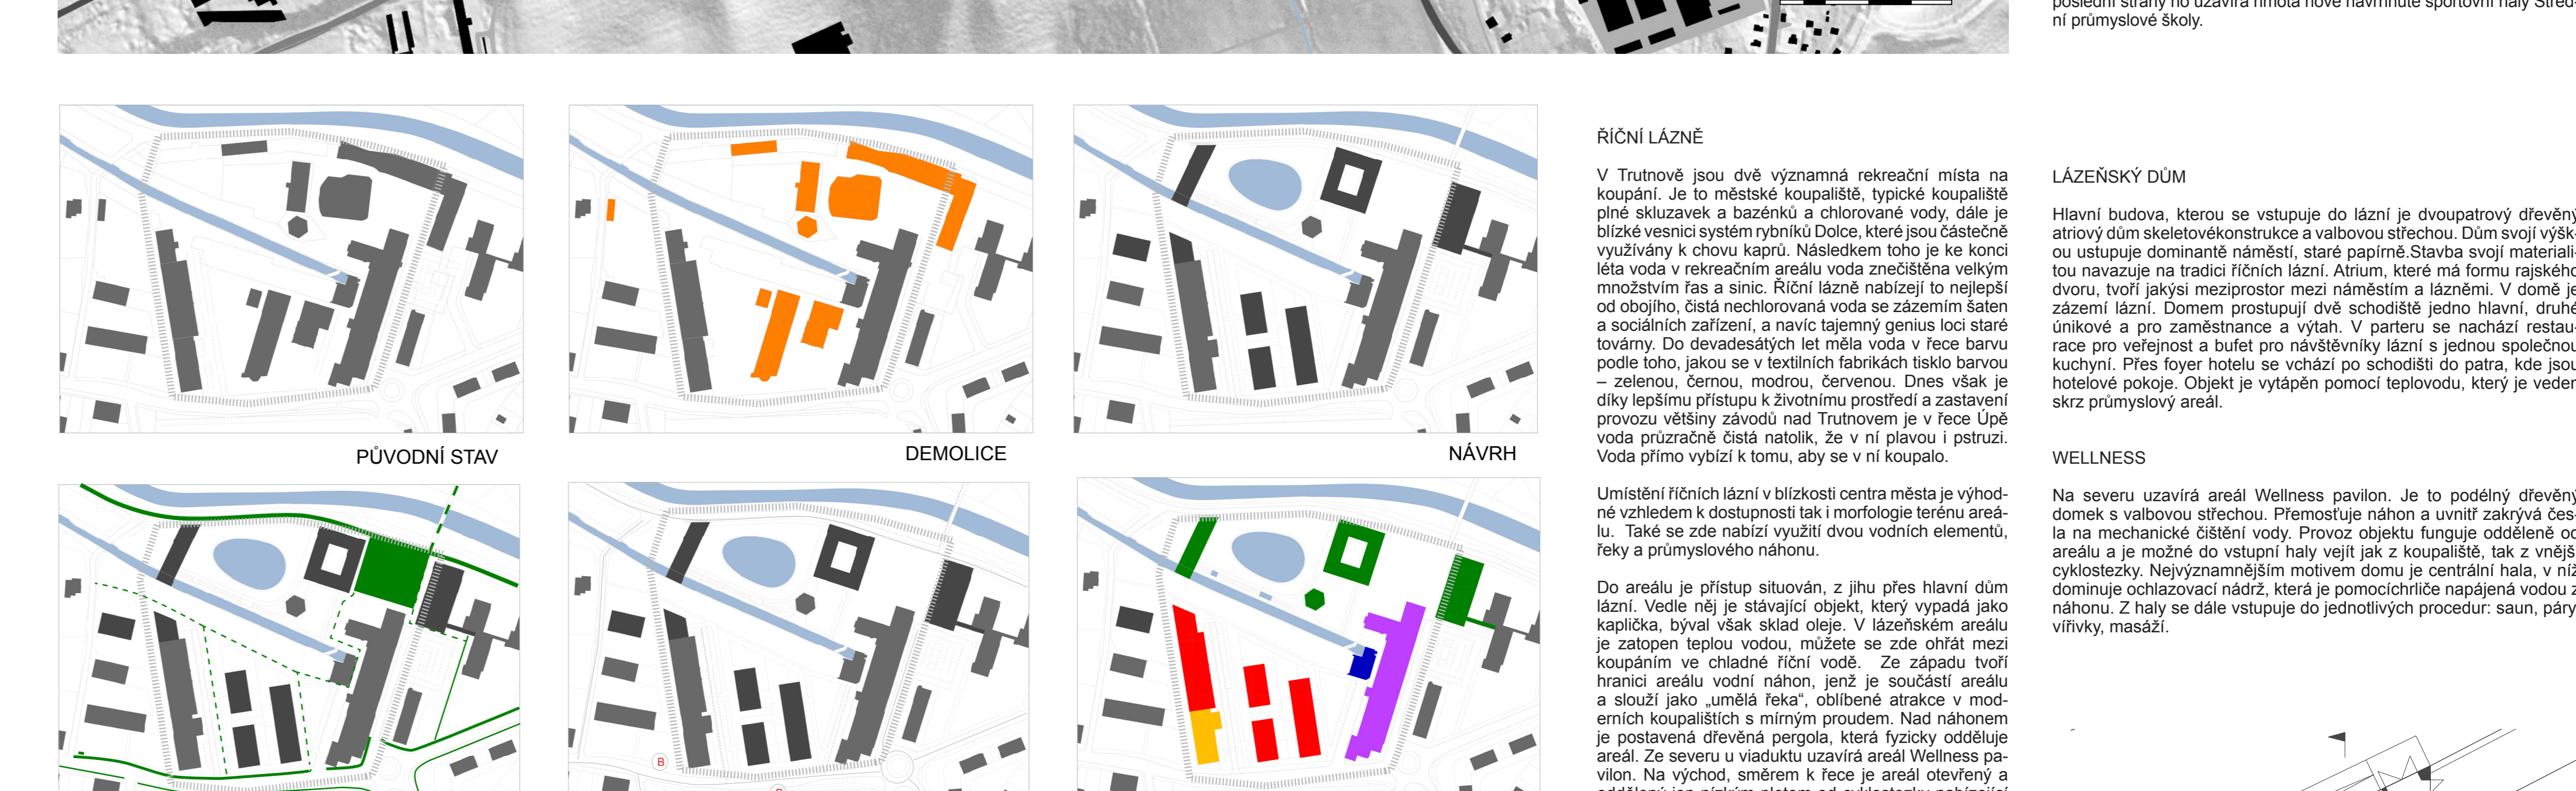 poslední strany ho uzavírá hmota nově navrhnuté sportovní haly Střed-
ní průmyslové školy.
PŮVODNÍ STAV
DEMOLICE
NÁVRH
B
ŘÍČNÍ LÁZNĚ
V Trutnově jsou dvě významná rekreační místa na
koupání. Je to městské koupaliště, typické koupaliště
plné skluzavek a bazénků a chlorované vody, dále je
blízké vesnici systém rybníků Dolce, které jsou částečně
využívány k chovu kaprů. Následkem toho je ke konci
léta voda v rekreačním areálu voda znečištěna velkým
množstvím řas a sinic. Říční lázně nabízejí to nejlepší
od obojího, čistá nechlorovaná voda se zázemím šaten
a sociálních zařízení, a navíc tajemný genius loci staré
továrny. Do devadesátých let měla voda v řece barvu
podle toho, jakou se v textilních fabrikách tisklo barvou
– zelenou, černou, modrou, červenou. Dnes však je
díky lepšímu přístupu k životnímu prostředí a zastavení
provozu většiny závodů nad Trutnovem je v řece Úpě
voda průzračně čistá natolik, že v ní plavou i pstruzi.
Voda přímo vybízí k tomu, aby se v ní koupalo.
Umístění říčních lázní v blízkosti centra města je výhod-
né vzhledem k dostupnosti tak i morfologie terénu areá-
lu. Také se zde nabízí využití dvou vodních elementů,
řeky a průmyslového náhonu.
Do areálu je přístup situován, z jihu přes hlavní dům
lázní. Vedle něj je stávající objekt, který vypadá jako
kaplička, býval však sklad oleje. V lázeňském areálu
je zatopen teplou vodou, můžete se zde ohřát mezi
koupáním ve chladné říční vodě. Ze západu tvoří
hranici areálu vodní náhon, jenž je součástí areálu
a slouží jako „umělá řeka“, oblíbené atrakce v mod-
erních koupalištích s mírným proudem. Nad náhonem
je postavená dřevěná pergola, která fyzicky odděluje
areál. Ze severu u viaduktu uzavírá areál Wellness pa-
vilon. Na východ, směrem k řece je areál otevřený a
oddělaný jen nízkým plotem od cyklostezky nabízející
LÁZEŇSKÝ DŮM
Hlavní budova, kterou se vstupuje do lázní je dvoupatrový dřevěný
atriový dům skeletovékonstrukce a valbovou střechou. Dům svojí výšk-
ou ustupuje dominantě náměstí, staré papírně.Stavba svojí materiali-
tou navazuje na tradici říčních lázní. Atrium, které má formu rajského
dvoru, tvoří jakýsi meziprostor mezi náměstím a lázněmi. V domě je
zázemí lázní. Domem prostupují dvě schodiště jedno hlavní, druhé
únikové a pro zaměstnance a výtah. V parteru se nachází restau-
race pro veřejnost a bufet pro návštěvníky lázní s jednou společnou
kuchyní. Přes foyer hotelu se vchází po schodišti do patra, kde jsou
hotelové pokoje. Objekt je vytápěn pomocí teplovodu, který je veden
skrz průmyslový areál.
WELLNESS
Na severu uzavírá areál Wellness pavilon. Je to podélný dřevěný
domek s valbovou střechou. Přemosťuje náhon a uvnitř zakrývá čes-
la na mechanické čištění vody. Provoz objektu funguje odděleně od
areálu a je možné do vstupní haly vejít jak z koupaliště, tak z vnější
cyklostezky. Nejvýznamnějším motivem domu je centrální hala, v níž
dominuje ochlazovací nádrž, která je pomocíchrliče napájená vodou z
náhonu. Z haly se dále vstupuje do jednotlivých procedur: saun, páry,
vířivky, masáží.